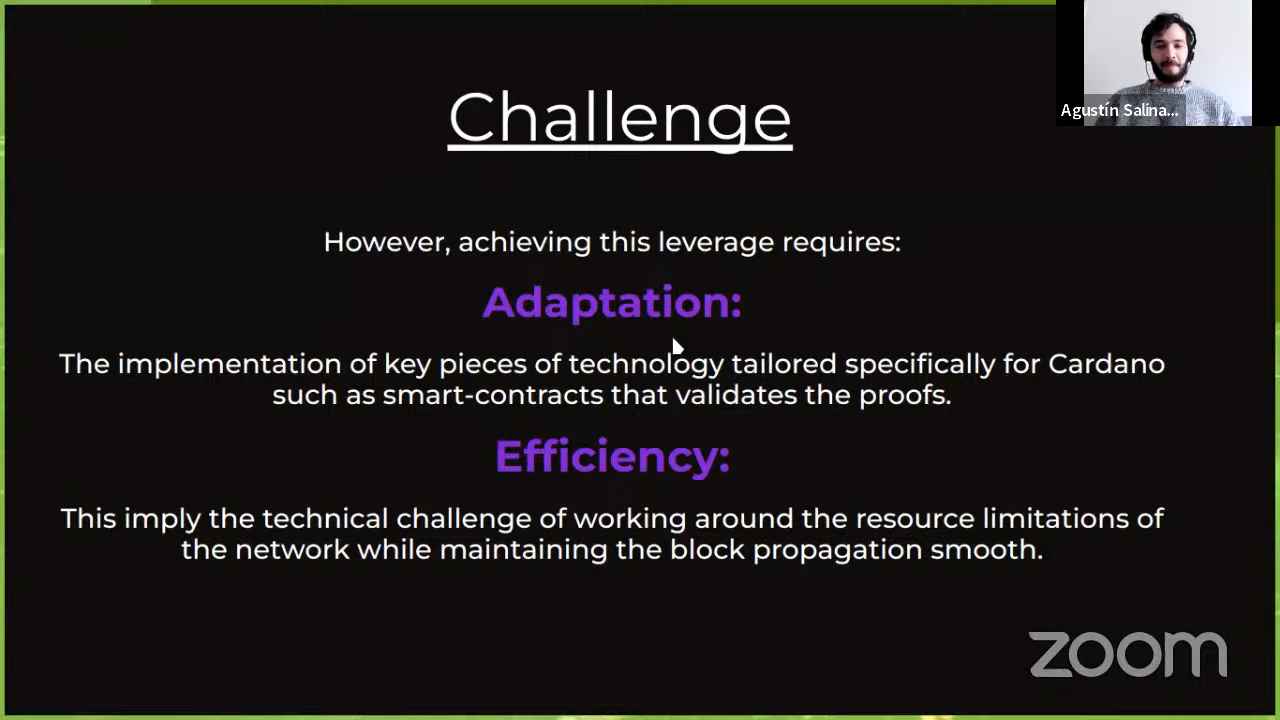 Challenge
Agustín Salina...
However, achieving this leverage requires:
Adaptation:
The implementation of key pieces of technology tailored specifically for Cardano
such as smart-contracts that validates the proofs.
Efficiency:
This imply the technical challenge of working around the resource limitations of
the network while maintaining the block propagation smooth.
zoom